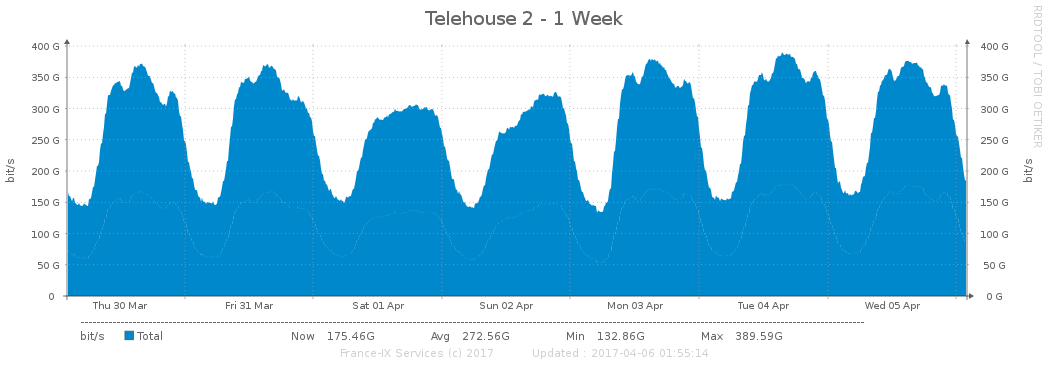 Telehouse 2 - 1 Week
RRDTOOL / TOBI OETIKER
400 G 400 G
350 G 350 G
300 G 300 G
250 G 250 G
200 G 200 G
150 G 150 G
100 G 100 G
50 G 50 G
0 0 G
bit/s bit/s
Thu 30 Mar Fri 31 Mar Sat 01 Apr Sun 02 Apr Mon 03 Apr Tue 04 Apr Wed 05 Apr
bit/s Total Now 175.46G Avg 272.56G Min 132.86G Max 389.59G
France-IX Services (c) 2017 Updated : 2017-04-06 01:55:14